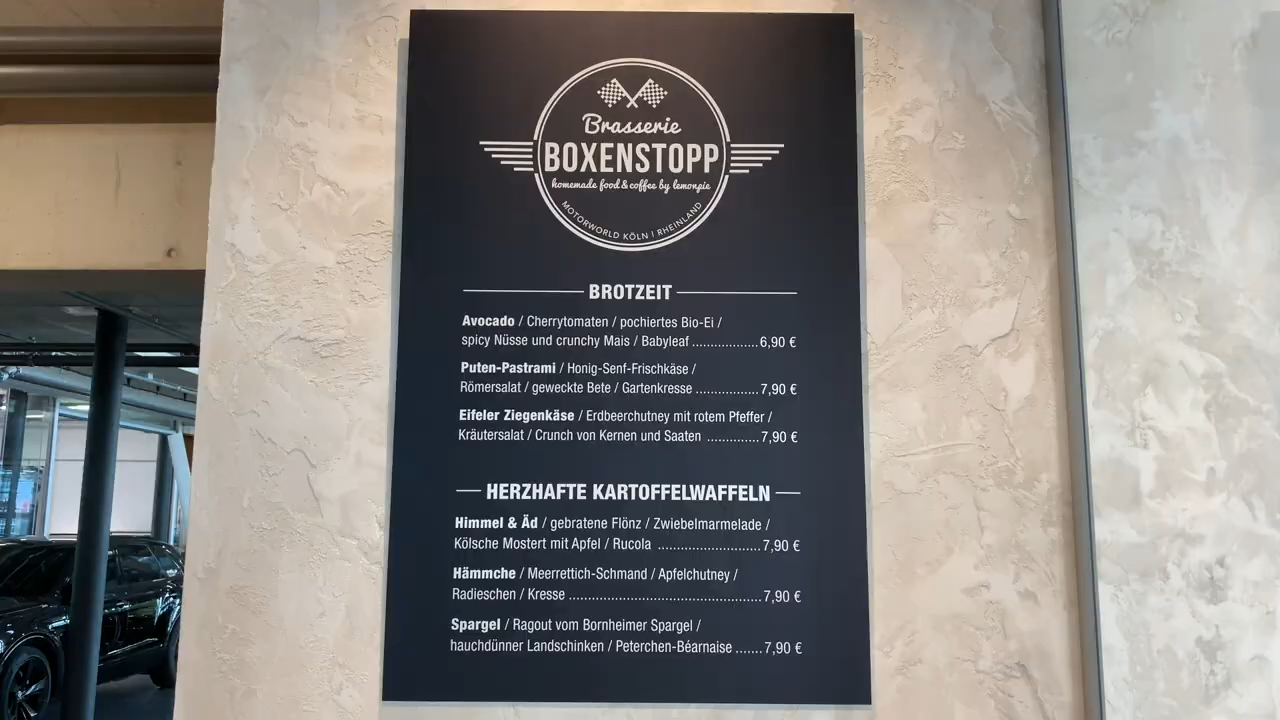 Brasserie
BOXENSTOPP
homemade food & coffee by lemonpie
MOTORWORLD KÖLN | RHEINLAND
BROTZEIT
Avocado / Cherrytomaten / pochiertes Bio-Ei /
spicy Nüsse und crunchy Mais / Babyleaf ..................6,90 €
Puten-Pastrami / Honig-Senf-Frischkäse /
Römersalat / geweckte Bete / Gartenkresse .................7,90 €
Eifeler Ziegenkäse / Erdbeerchutney mit rotem Pfeffer /
Kräutersalat / Crunch von Kernen und Saaten ..............7,90 €
HERZHAFTE KARTOFFELWAFFELN
Himmel & Äd / gebratene Flönz / Zwiebelmarmelade /
Kölsche Mostert mit Apfel / Rucola ............................7,90 €
Hämmche / Meerrettich-Schmand / Apfelchutney /
Radieschen / Kresse ....................................................7,90 €
Spargel / Ragout vom Bornheimer Spargel /
hauchdünner Landschinken / Peterchen-Béarnaise .......7,90 €